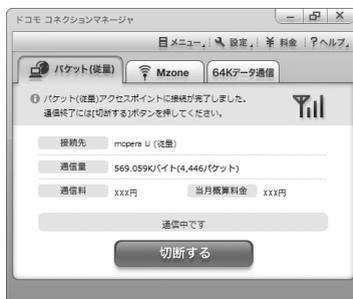 ドコモ コネクションマネージャ
メニュー 設定 ¥ 料金 ?ヘルプ
パケット(従量) Mzone 64Kデータ通信
パケット(従量)アクセスポイントに接続が完了しました。
通信終了には[切断する]ボタンを押してください。
接続先 mopera U (従量)
通信量 569.059Kバイト(4,446パケット)
通信料 xxx円 当月概算料金 xxx円
通信中です
切断する